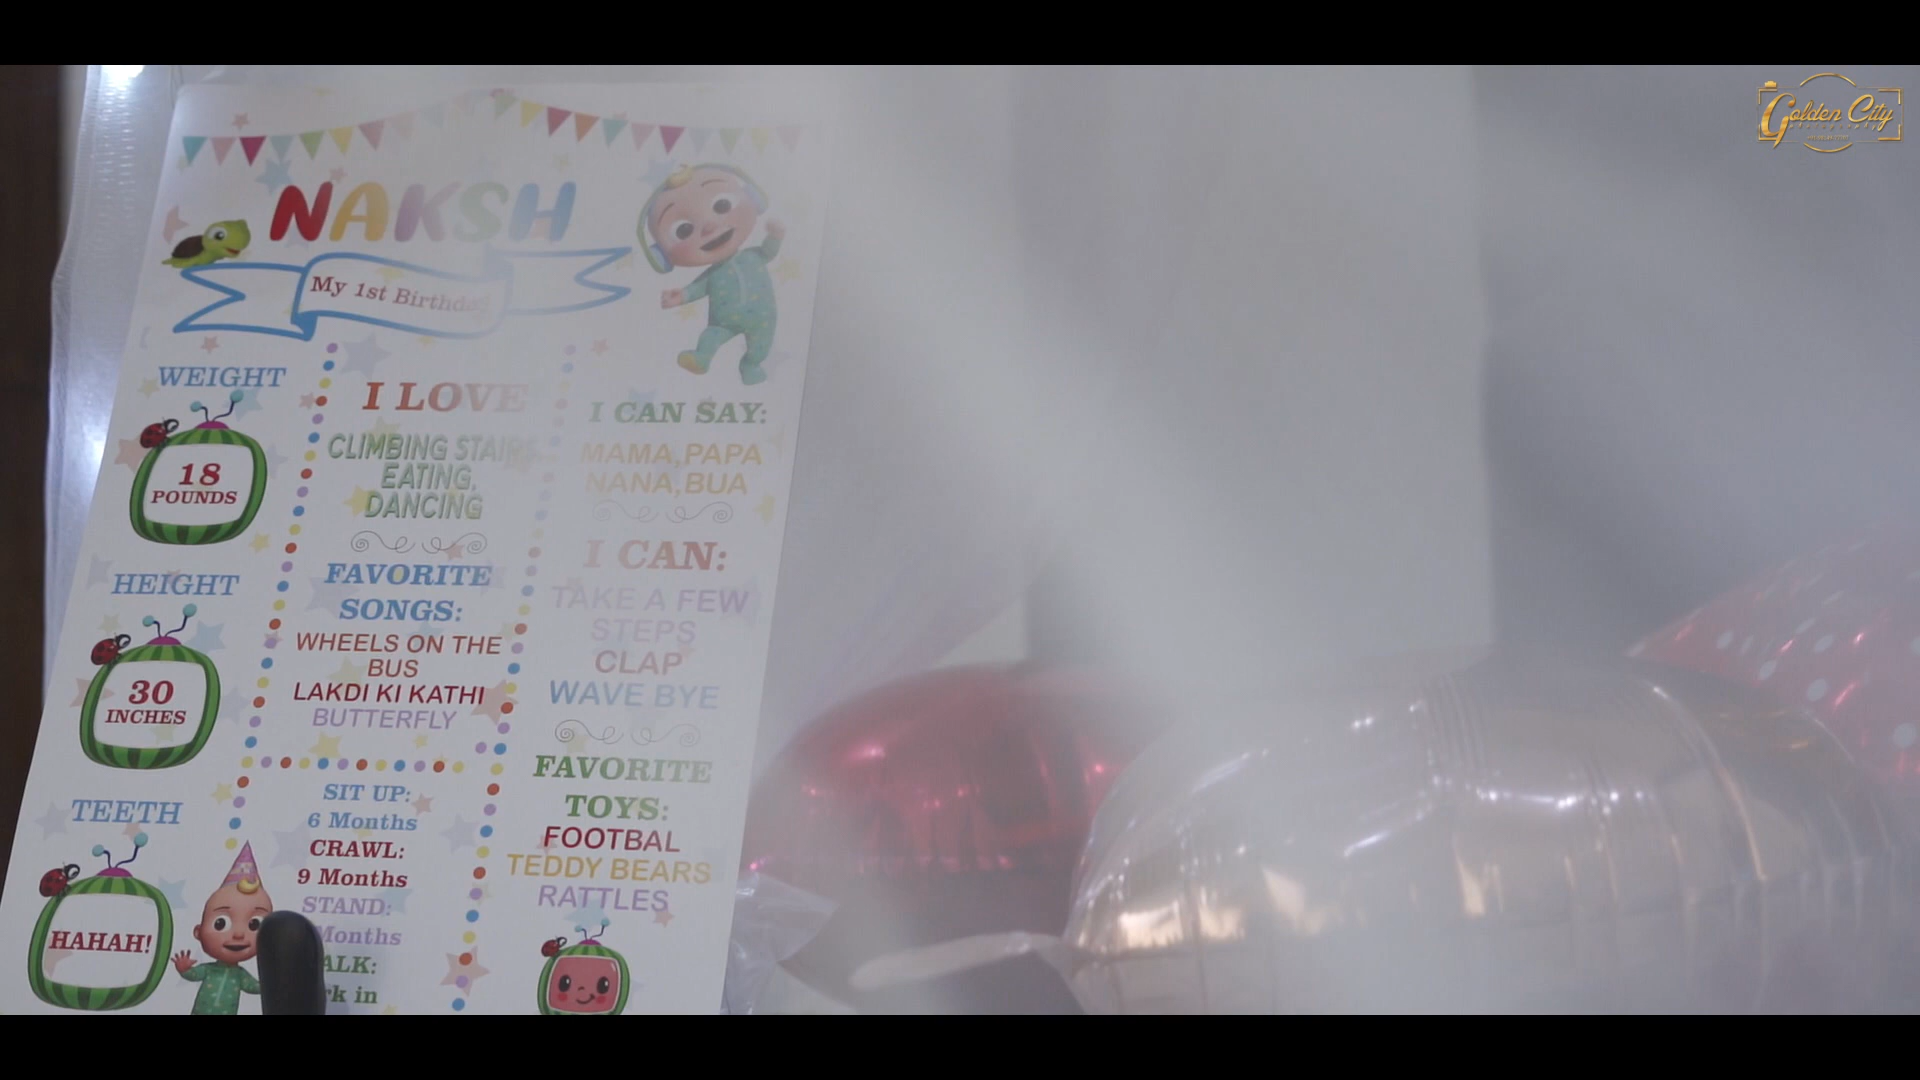 Golden City
NAKSH
My 1st Birthday
WEIGHT
18
POUNDS
HEIGHT
30
INCHES
TEETH
HAHAH!
I LOVE
CLIMBING STAIRS
EATING,
DANCING
FAVORITE
SONGS:
WHEELS ON THE
BUS
LAKDI KI KATHI
BUTTERFLY
SIT UP:
6 Months
CRAWL:
9 Months
STAND:
Months
I CAN SAY:
MAMA,PAPA
NANA,BUA
I CAN:
TAKE A FEW
STEPS
CLAP
WAVE BYE
FAVORITE
TOYS:
FOOTBAL
TEDDY BEARS
RATTLES